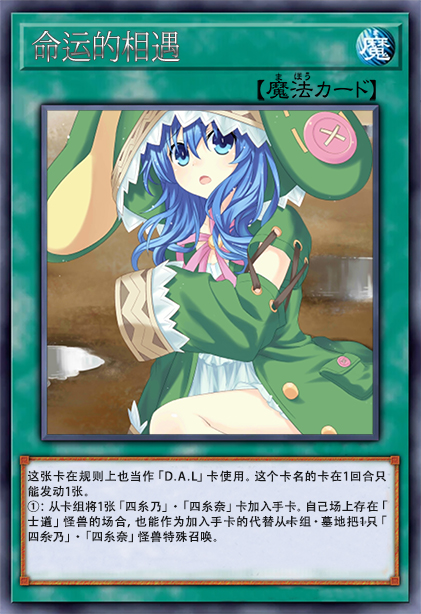 命运的相遇
魔
【魔法カード】
まほう
这张卡在规则上也当作「D.A.L」卡使用。这个卡名的卡在1回合只
能发动1张。
①：从卡组将1张「四糸乃」·「四糸奈」卡加入手卡。自己场上存在「
士道」怪兽的场合，也能作为加入手卡的代替从卡组·墓地把1只「
四糸乃」·「四糸奈」怪兽特殊召唤。